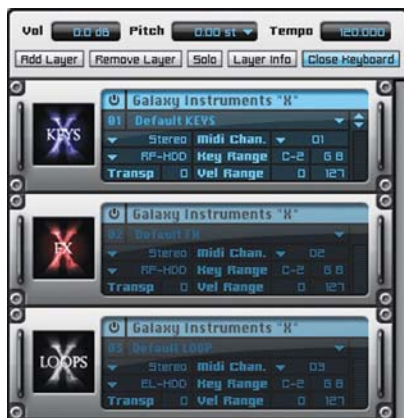 Vol 0.0 dB Pitch 0.00 st Tempo 120.000
Add Layer Remove Layer Solo Layer Info Close Keyboard
X KEYS
Galaxy Instruments "X"
01 Default KEYS
Stereo Midi Chan. 01
RF-HDD Key Range C-2 G 8
Transp 0 Vel Range 0 127
X FX
Galaxy Instruments "X"
02 Default FX
Stereo Midi Chan. 02
RF-HDD Key Range C-2 G 8
Transp 0 Vel Range 0 127
X LOOPS
Galaxy Instruments "X"
03 Default LOOP
Stereo Midi Chan. 03
EL-HDD Key Range C-2 G 8
Transp 0 Vel Range 0 127